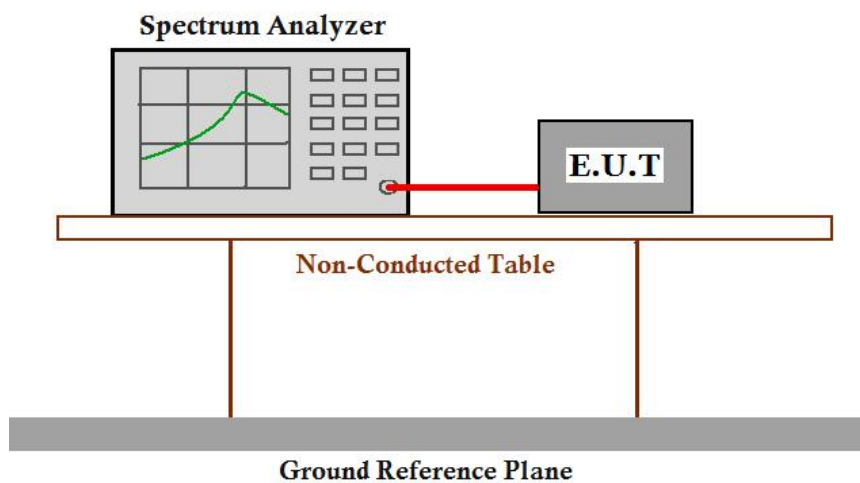 Spectrum Analyzer
E.U.T
Non-Conducted Table
Ground Reference Plane